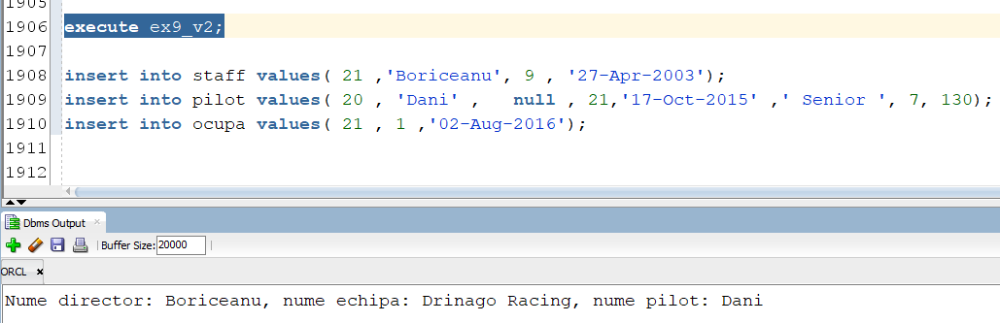 1905
1906 execute ex9_v2;
1907
1908 insert into staff values( 21 ,'Boriceanu', 9 , '27-Apr-2003');
1909 insert into pilot values( 20 , 'Dani' ,   null , 21,'17-Oct-2015' ,' Senior ', 7, 130);
1910 insert into ocupa values( 21 , 1 ,'02-Aug-2016');
1911
1912
Dbms Output
Buffer Size: 20000
ORCL
Nume director: Boriceanu, nume echipa: Drinago Racing, nume pilot: Dani